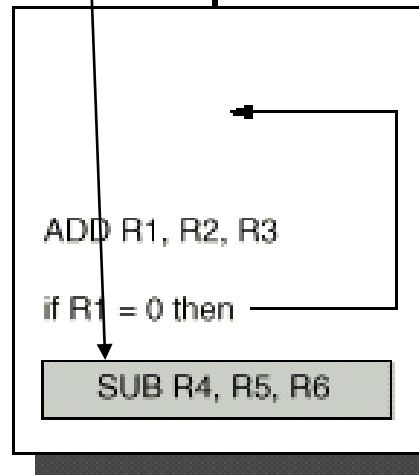 ADD R1, R2, R3
if R1 = 0 then
SUB R4, R5, R6